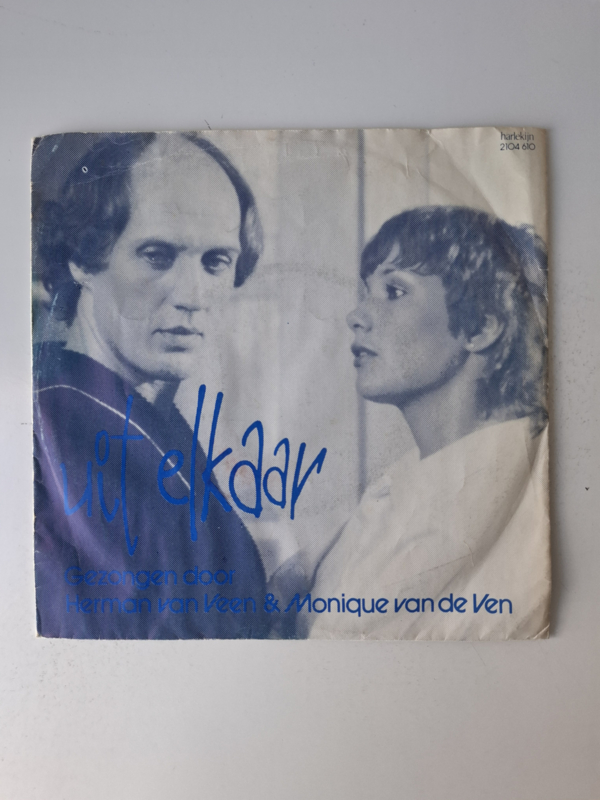 harlekijn
2104 610
uit elkaar
Gezongen door
Herman van Veen & Monique van de Ven